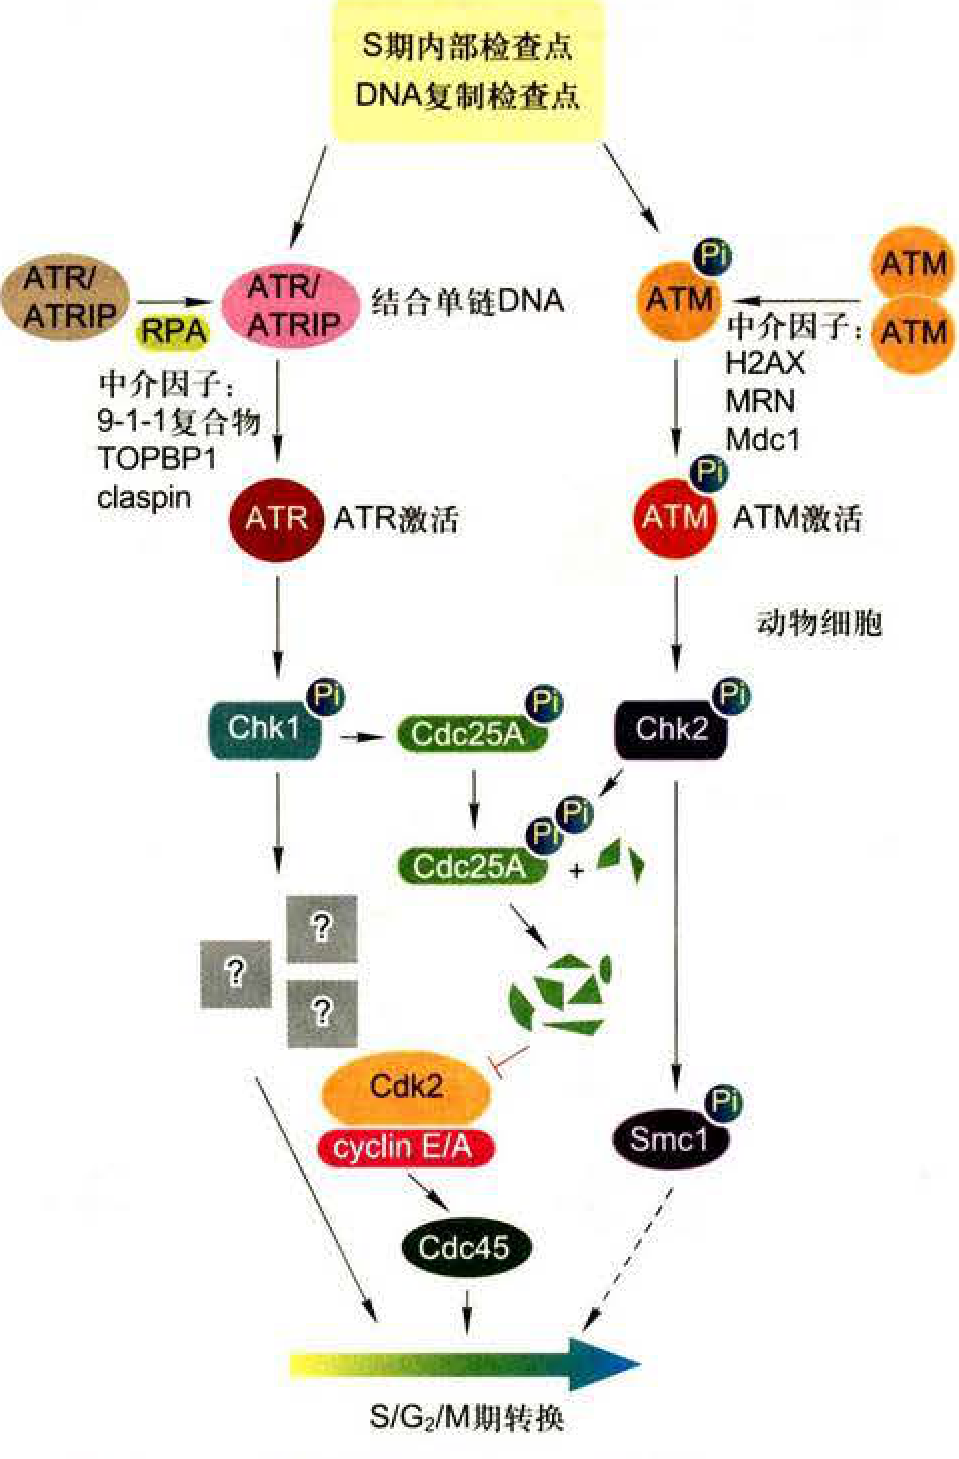 S期内部检查点
DNA复制检查点
ATR/
ATRIP
RPA
ATR/
ATRIP
结合单链DNA
Pi
ATM
ATM
ATM
中介因子：
9-1-1复合物
TOPBP1
claspin
中介因子：
H2AX
MRN
Mdc1
ATR
ATR激活
Pi
ATM
ATM激活
动物细胞
Chk1
Pi
Cdc25A
Pi
Chk2
Pi
Cdc25A
Pi
Pi
+
?
?
?
Cdk2
cyclin E/A
Smc1
Pi
Cdc45
S/G₂/M期转换